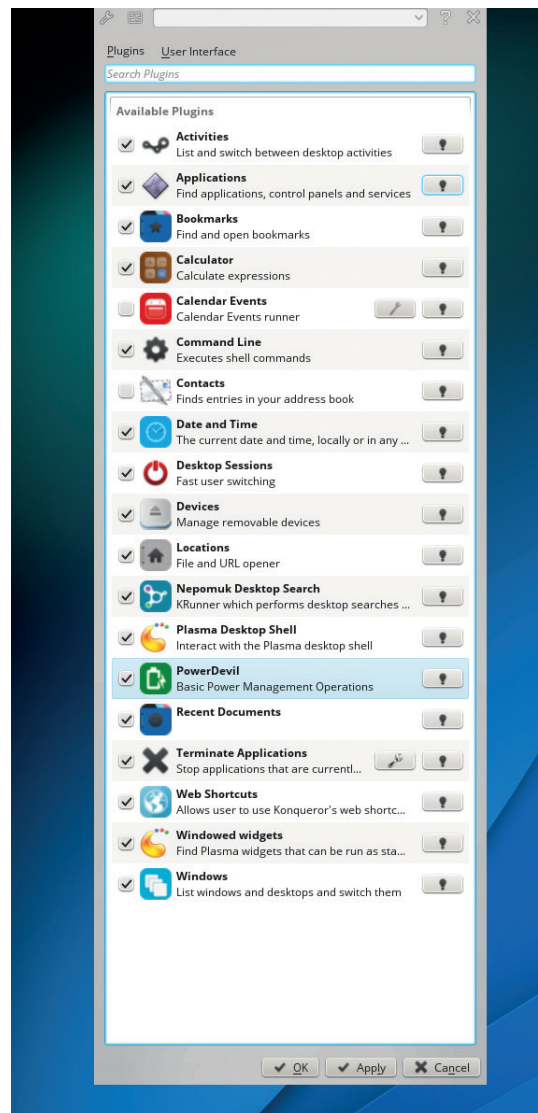 Plugins User Interface
Search Plugins
Available Plugins
Activities
List and switch between desktop activities
Applications
Find applications, control panels and services
Bookmarks
Find and open bookmarks
Calculator
Calculate expressions
Calendar Events
Calendar Events runner
Command Line
Executes shell commands
Contacts
Finds entries in your address book
Date and Time
The current date and time, locally or in any ...
Desktop Sessions
Fast user switching
Devices
Manage removable devices
Locations
File and URL opener
Nepomuk Desktop Search
KRunner which performs desktop searches ...
Plasma Desktop Shell
Interact with the Plasma desktop shell
PowerDevil
Basic Power Management Operations
Recent Documents
Terminate Applications
Stop applications that are currentl...
Web Shortcuts
Allows user to use Konqueror's web shortc...
Windowed widgets
Find Plasma widgets that can be run as sta...
Windows
List windows and desktops and switch them
OK Apply Cancel